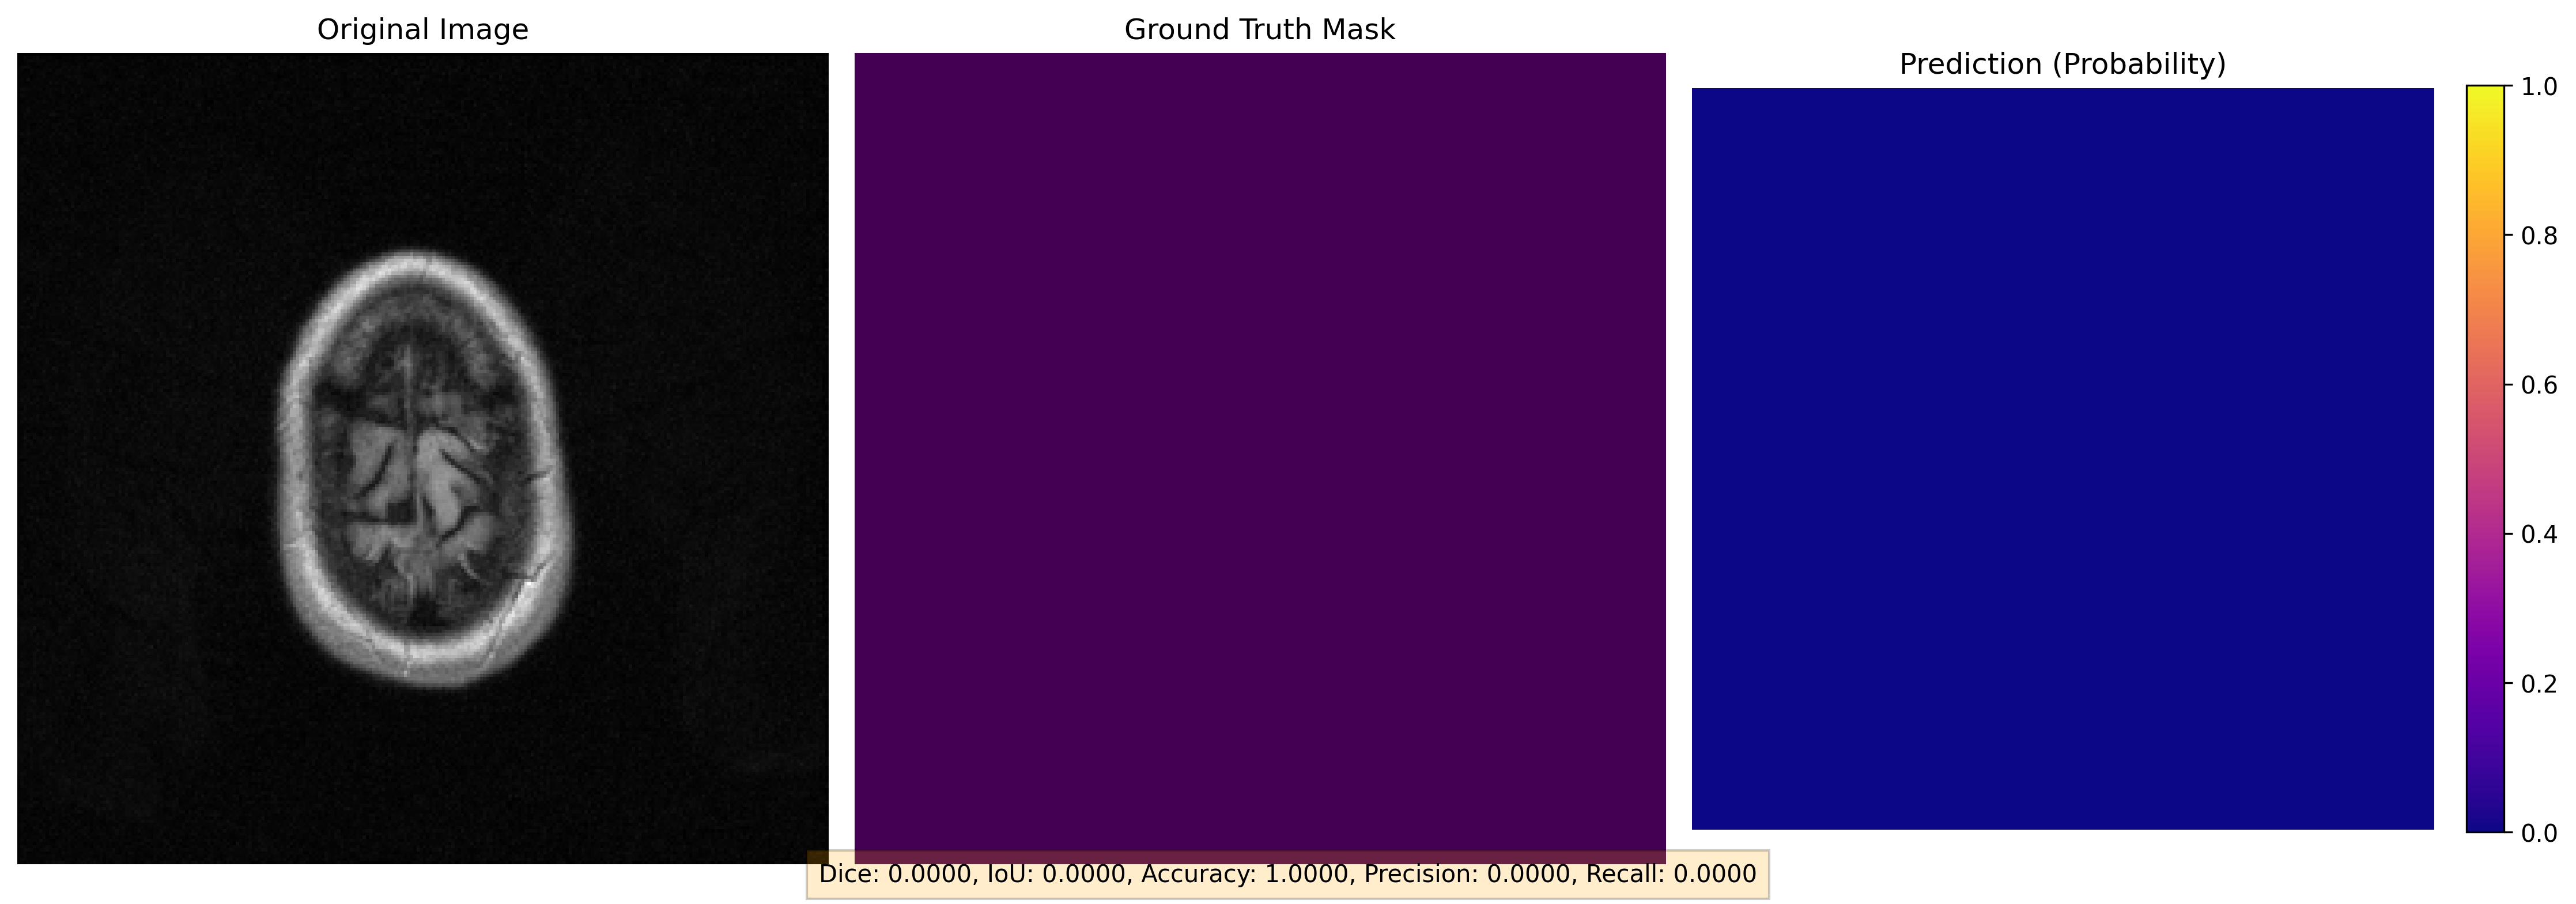 Original Image
Ground Truth Mask
Prediction (Probability)
1.0
0.8
0.6
0.4
0.2
0.0
Dice: 0.0000, IoU: 0.0000, Accuracy: 1.0000, Precision: 0.0000, Recall: 0.0000